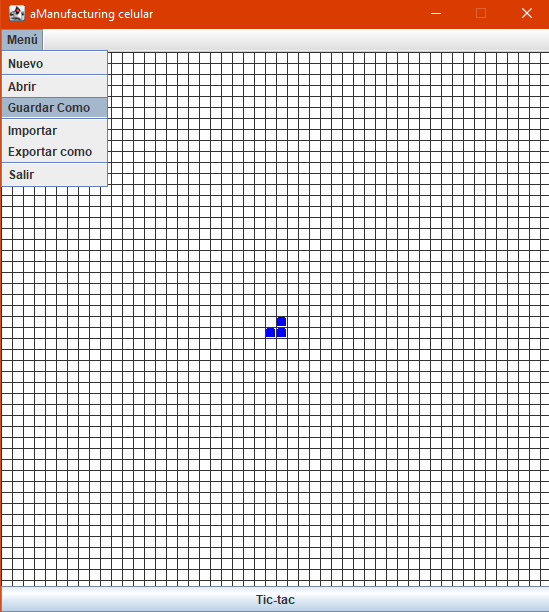 aManufacturing celular
Menú
Nuevo
Abrir
Guardar Como
Importar
Exportar como
Salir
Tic-tac